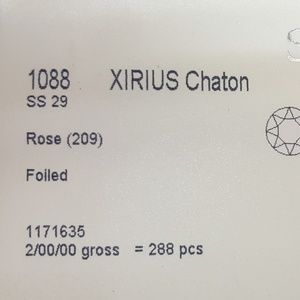 1088 XIRIUS Chaton
SS 29
Rose (209)
Foiled
1171635
2/00/00 gross = 288 pcs